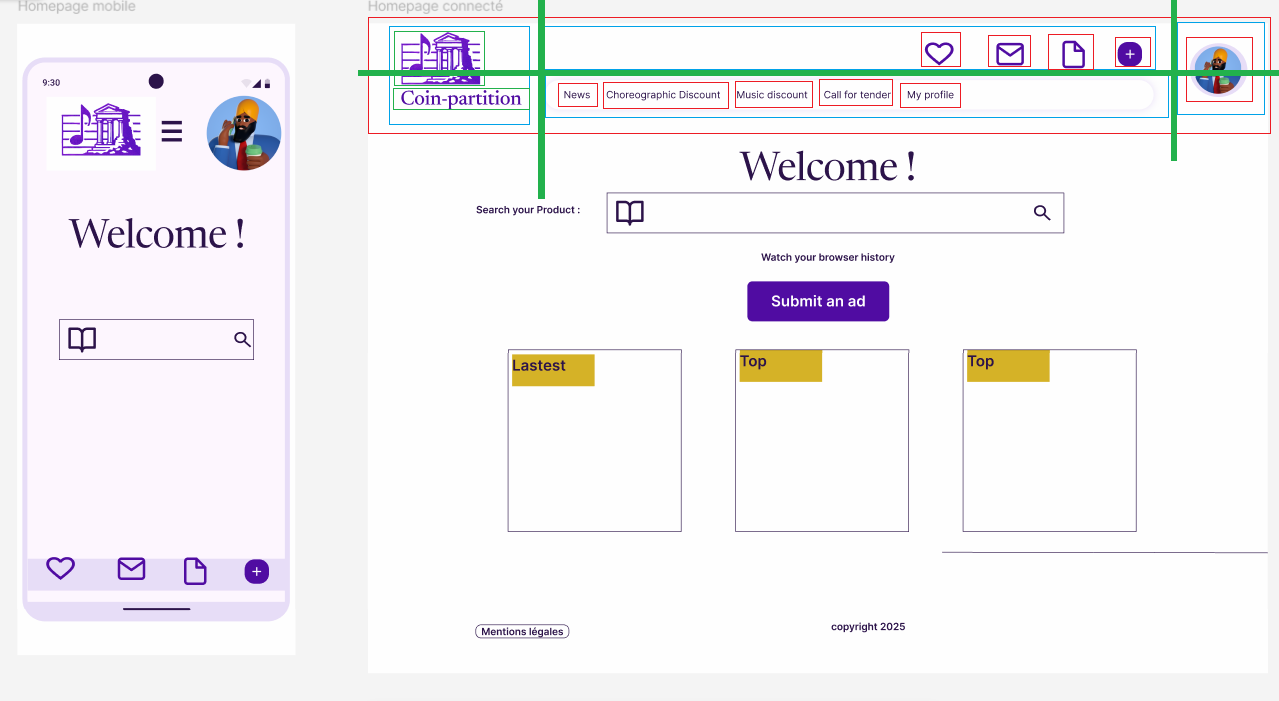 Homepage mobile
9:30
Welcome !
Homepage connecté
Coin-partition
News
Choreographic Discount
Music discount
Call for tender
My profile
Welcome !
Search your Product :
Watch your browser history
Submit an ad
Lastest
Top
Top
Mentions légales
copyright 2025